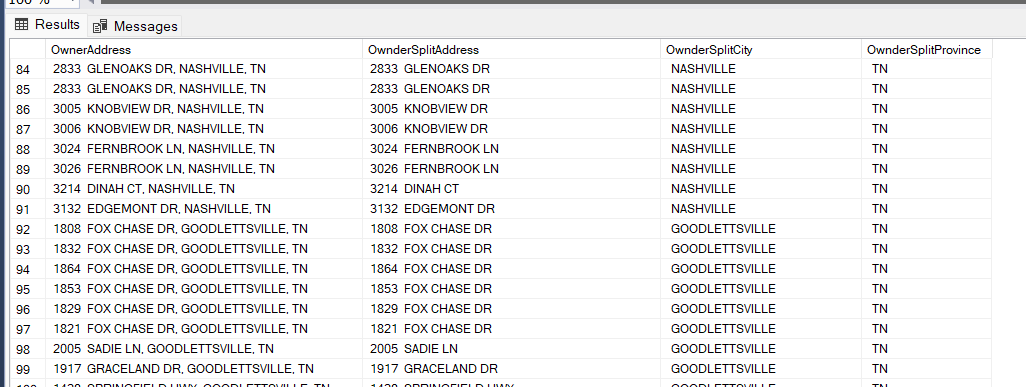 100 %
Results Messages
OwnerAddress OwnderSplitAddress OwnderSplitCity OwnderSplitProvince
84 2833 GLENOAKS DR, NASHVILLE, TN 2833 GLENOAKS DR NASHVILLE TN
85 2833 GLENOAKS DR, NASHVILLE, TN 2833 GLENOAKS DR NASHVILLE TN
86 3005 KNOBVIEW DR, NASHVILLE, TN 3005 KNOBVIEW DR NASHVILLE TN
87 3006 KNOBVIEW DR, NASHVILLE, TN 3006 KNOBVIEW DR NASHVILLE TN
88 3024 FERNBROOK LN, NASHVILLE, TN 3024 FERNBROOK LN NASHVILLE TN
89 3026 FERNBROOK LN, NASHVILLE, TN 3026 FERNBROOK LN NASHVILLE TN
90 3214 DINAH CT, NASHVILLE, TN 3214 DINAH CT NASHVILLE TN
91 3132 EDGEMONT DR, NASHVILLE, TN 3132 EDGEMONT DR NASHVILLE TN
92 1808 FOX CHASE DR, GOODLETTSVILLE, TN 1808 FOX CHASE DR GOODLETTSVILLE TN
93 1832 FOX CHASE DR, GOODLETTSVILLE, TN 1832 FOX CHASE DR GOODLETTSVILLE TN
94 1864 FOX CHASE DR, GOODLETTSVILLE, TN 1864 FOX CHASE DR GOODLETTSVILLE TN
95 1853 FOX CHASE DR, GOODLETTSVILLE, TN 1853 FOX CHASE DR GOODLETTSVILLE TN
96 1829 FOX CHASE DR, GOODLETTSVILLE, TN 1829 FOX CHASE DR GOODLETTSVILLE TN
97 1821 FOX CHASE DR, GOODLETTSVILLE, TN 1821 FOX CHASE DR GOODLETTSVILLE TN
98 2005 SADIE LN, GOODLETTSVILLE, TN 2005 SADIE LN GOODLETTSVILLE TN
99 1917 GRACELAND DR, GOODLETTSVILLE, TN 1917 GRACELAND DR GOODLETTSVILLE TN